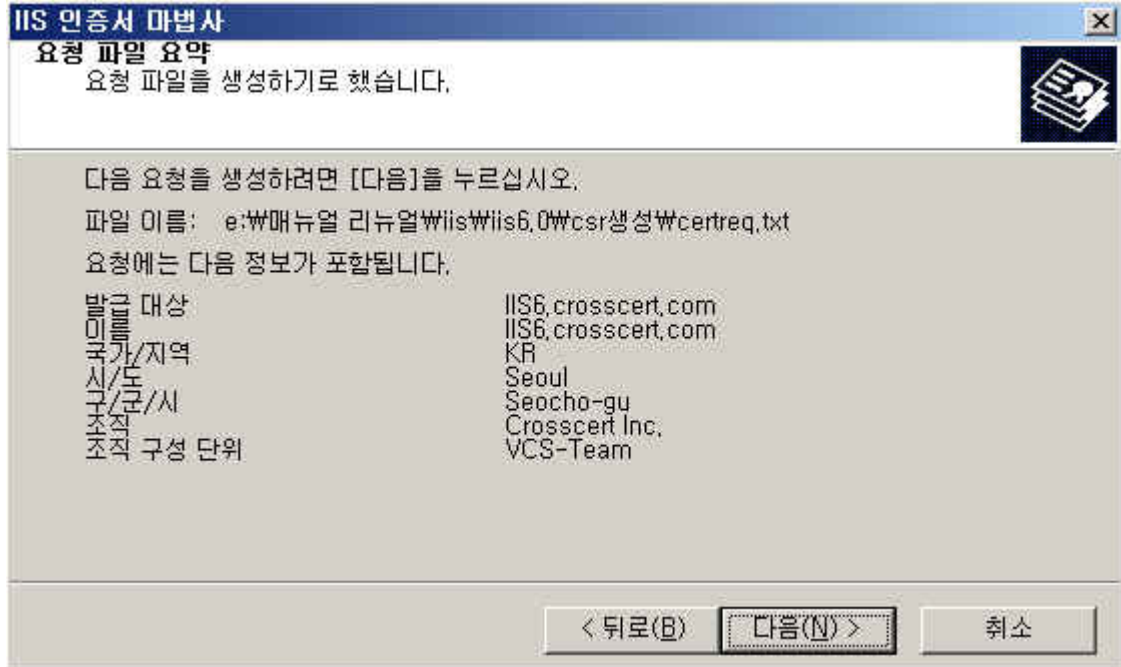 IIS 인증서 마법사
요청 파일 요약
요청 파일을 생성하기로 했습니다.
다음 요청을 생성하려면 [다음]을 누르십시오.
파일 이름: e:₩매뉴얼 리뉴얼₩iis₩iis6.0₩csr생성₩certreq.txt
요청에는 다음 정보가 포함됩니다.
발급 대상 IIS6.crosscert.com
이름 IIS6.crosscert.com
국가/지역 KR
시/도 Seoul
구/군/시 Seocho-gu
조직 Crosscert Inc.
조직 구성 단위 VCS-Team
< 뒤로(B) 다음(N) > 취소